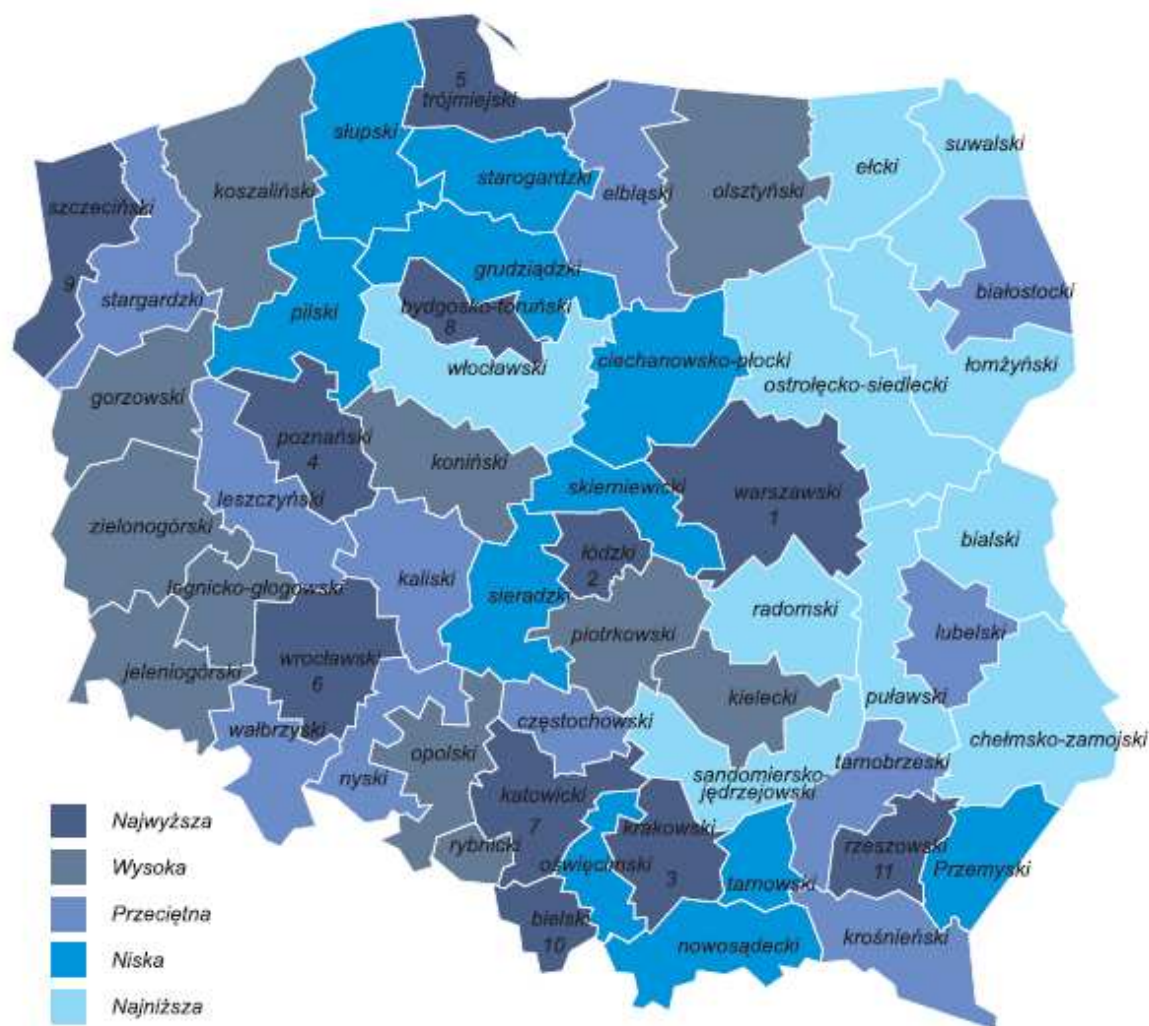 5
trójmiejski
słupski
suwalski
ełcki
starogardzki
koszaliński
elbląski
olsztyński
szczeciński
grudziądzki
9
stargardzki
białostocki
bydgosko-toruński
8
pilski
ciechanowsko-płocki
włocławski
łomżyński
ostrołęcko-siedlecki
gorzowski
poznański
4
koniński
skierniewicki
warszawski
1
leszczyński
zielonogórski
bialski
łódzki
2
legnicko-głogowski
kaliski
sieradzki
radomski
piotrkowski
lubelski
wrocławski
6
jeleniogórski
kielecki
puławski
wałbrzyski
częstochowski
chełmsko-zamojski
opolski
tarnobrzeski
nyski
sandomiersko-
jędrzejowski
katowicki
7
krakowski
3
rybnicki
oświęcimski
rzeszowski
11
Przemyski
tarnowski
bielski
10
nowosądecki
krośnieński
Najwyższa
Wysoka
Przeciętna
Niska
Najniższa